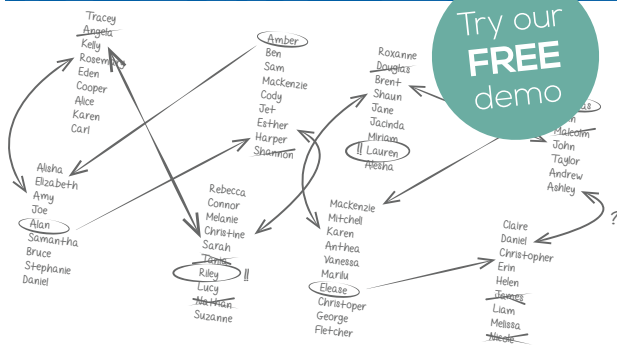 Tracey
Angela
Kelly
Rosemary
Eden
Cooper
Alice
Karen
Carl
Alisha
Elizabeth
Amy
Joe
Alan
Samantha
Bruce
Stephanie
Daniel
Amber
Ben
Sam
Mackenzie
Cody
Jet
Esther
Harper
Shannon
Rebecca
Connor
Melanie
Christine
Sarah
Tania
Riley !!
Lucy
Nathan
Suzanne
Roxanne
Douglas
Brent
Shaun
Jane
Jacinda
Miriam
!! Lauren
Alesha
Mackenzie
Mitchell
Karen
Anthea
Vanessa
Marilu
Elease
Christoper
George
Fletcher
Try our
FREE
demo
Malcolm
John
Taylor
Andrew
Ashley
?
Claire
Daniel
Christopher
Erin
Helen
James
Liam
Melissa
Nicole